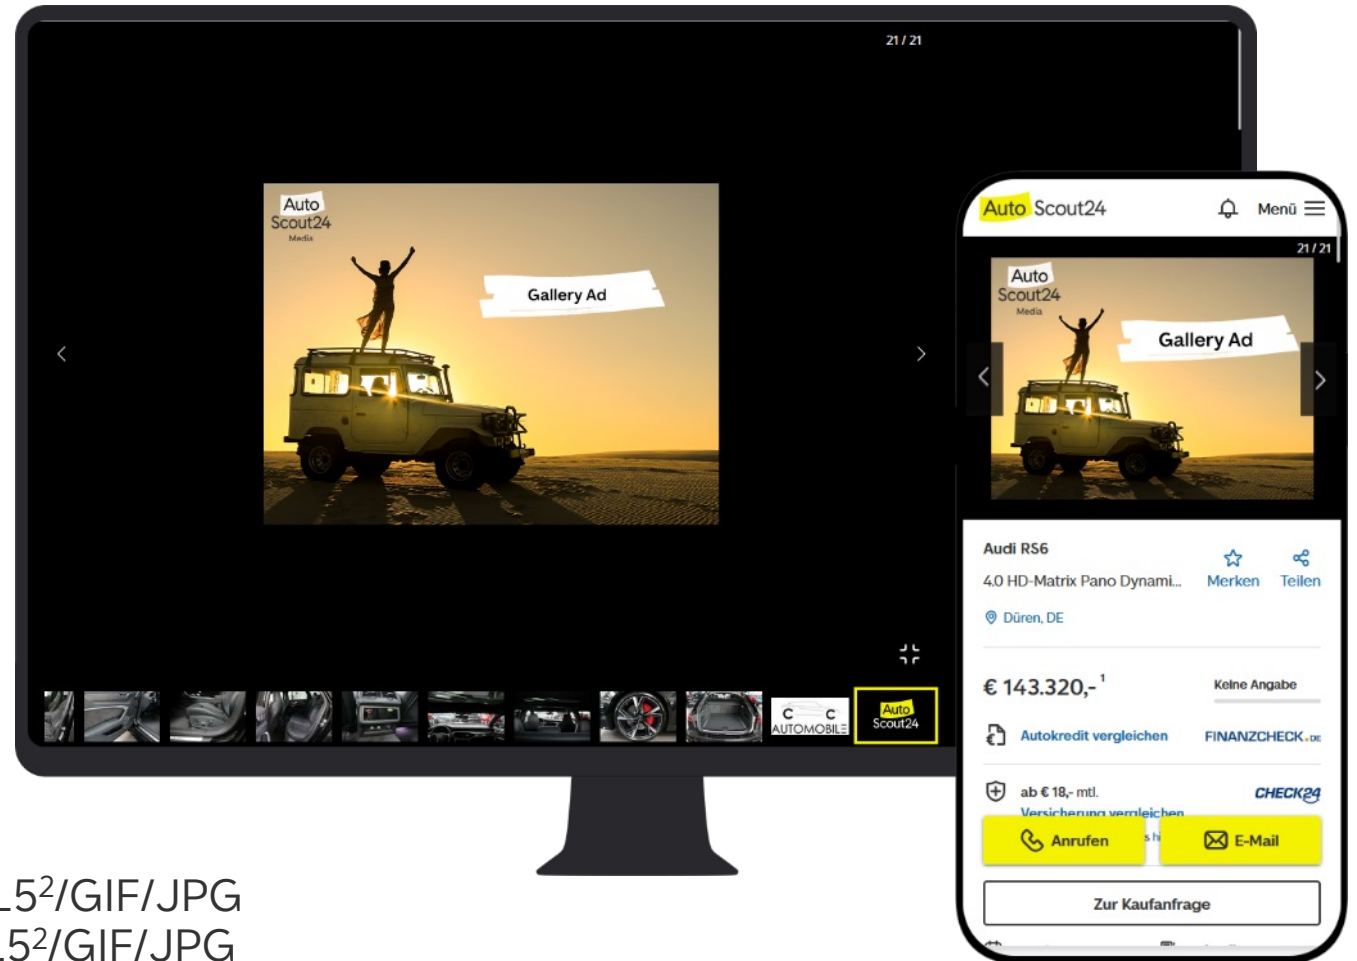 21 / 21
Auto
Scout24
Media
Gallery Ad
C C
AUTOMOBILE
Auto
Scout24
Auto Scout24
Menü
21 / 21
Auto
Scout24
Media
Gallery Ad
Audi RS6
4.0 HD-Matrix Pano Dynami...
Merken Teilen
Düren, DE
€ 143.320,- 1
Keine Angabe
Autokredit vergleichen FINANZCHECK.DE
ab € 18,- mtl. CHECK24
Versicherung vergleichen
Anrufen E-Mail
Zur Kaufanfrage
5²/GIF/JPG
5²/GIF/JPG